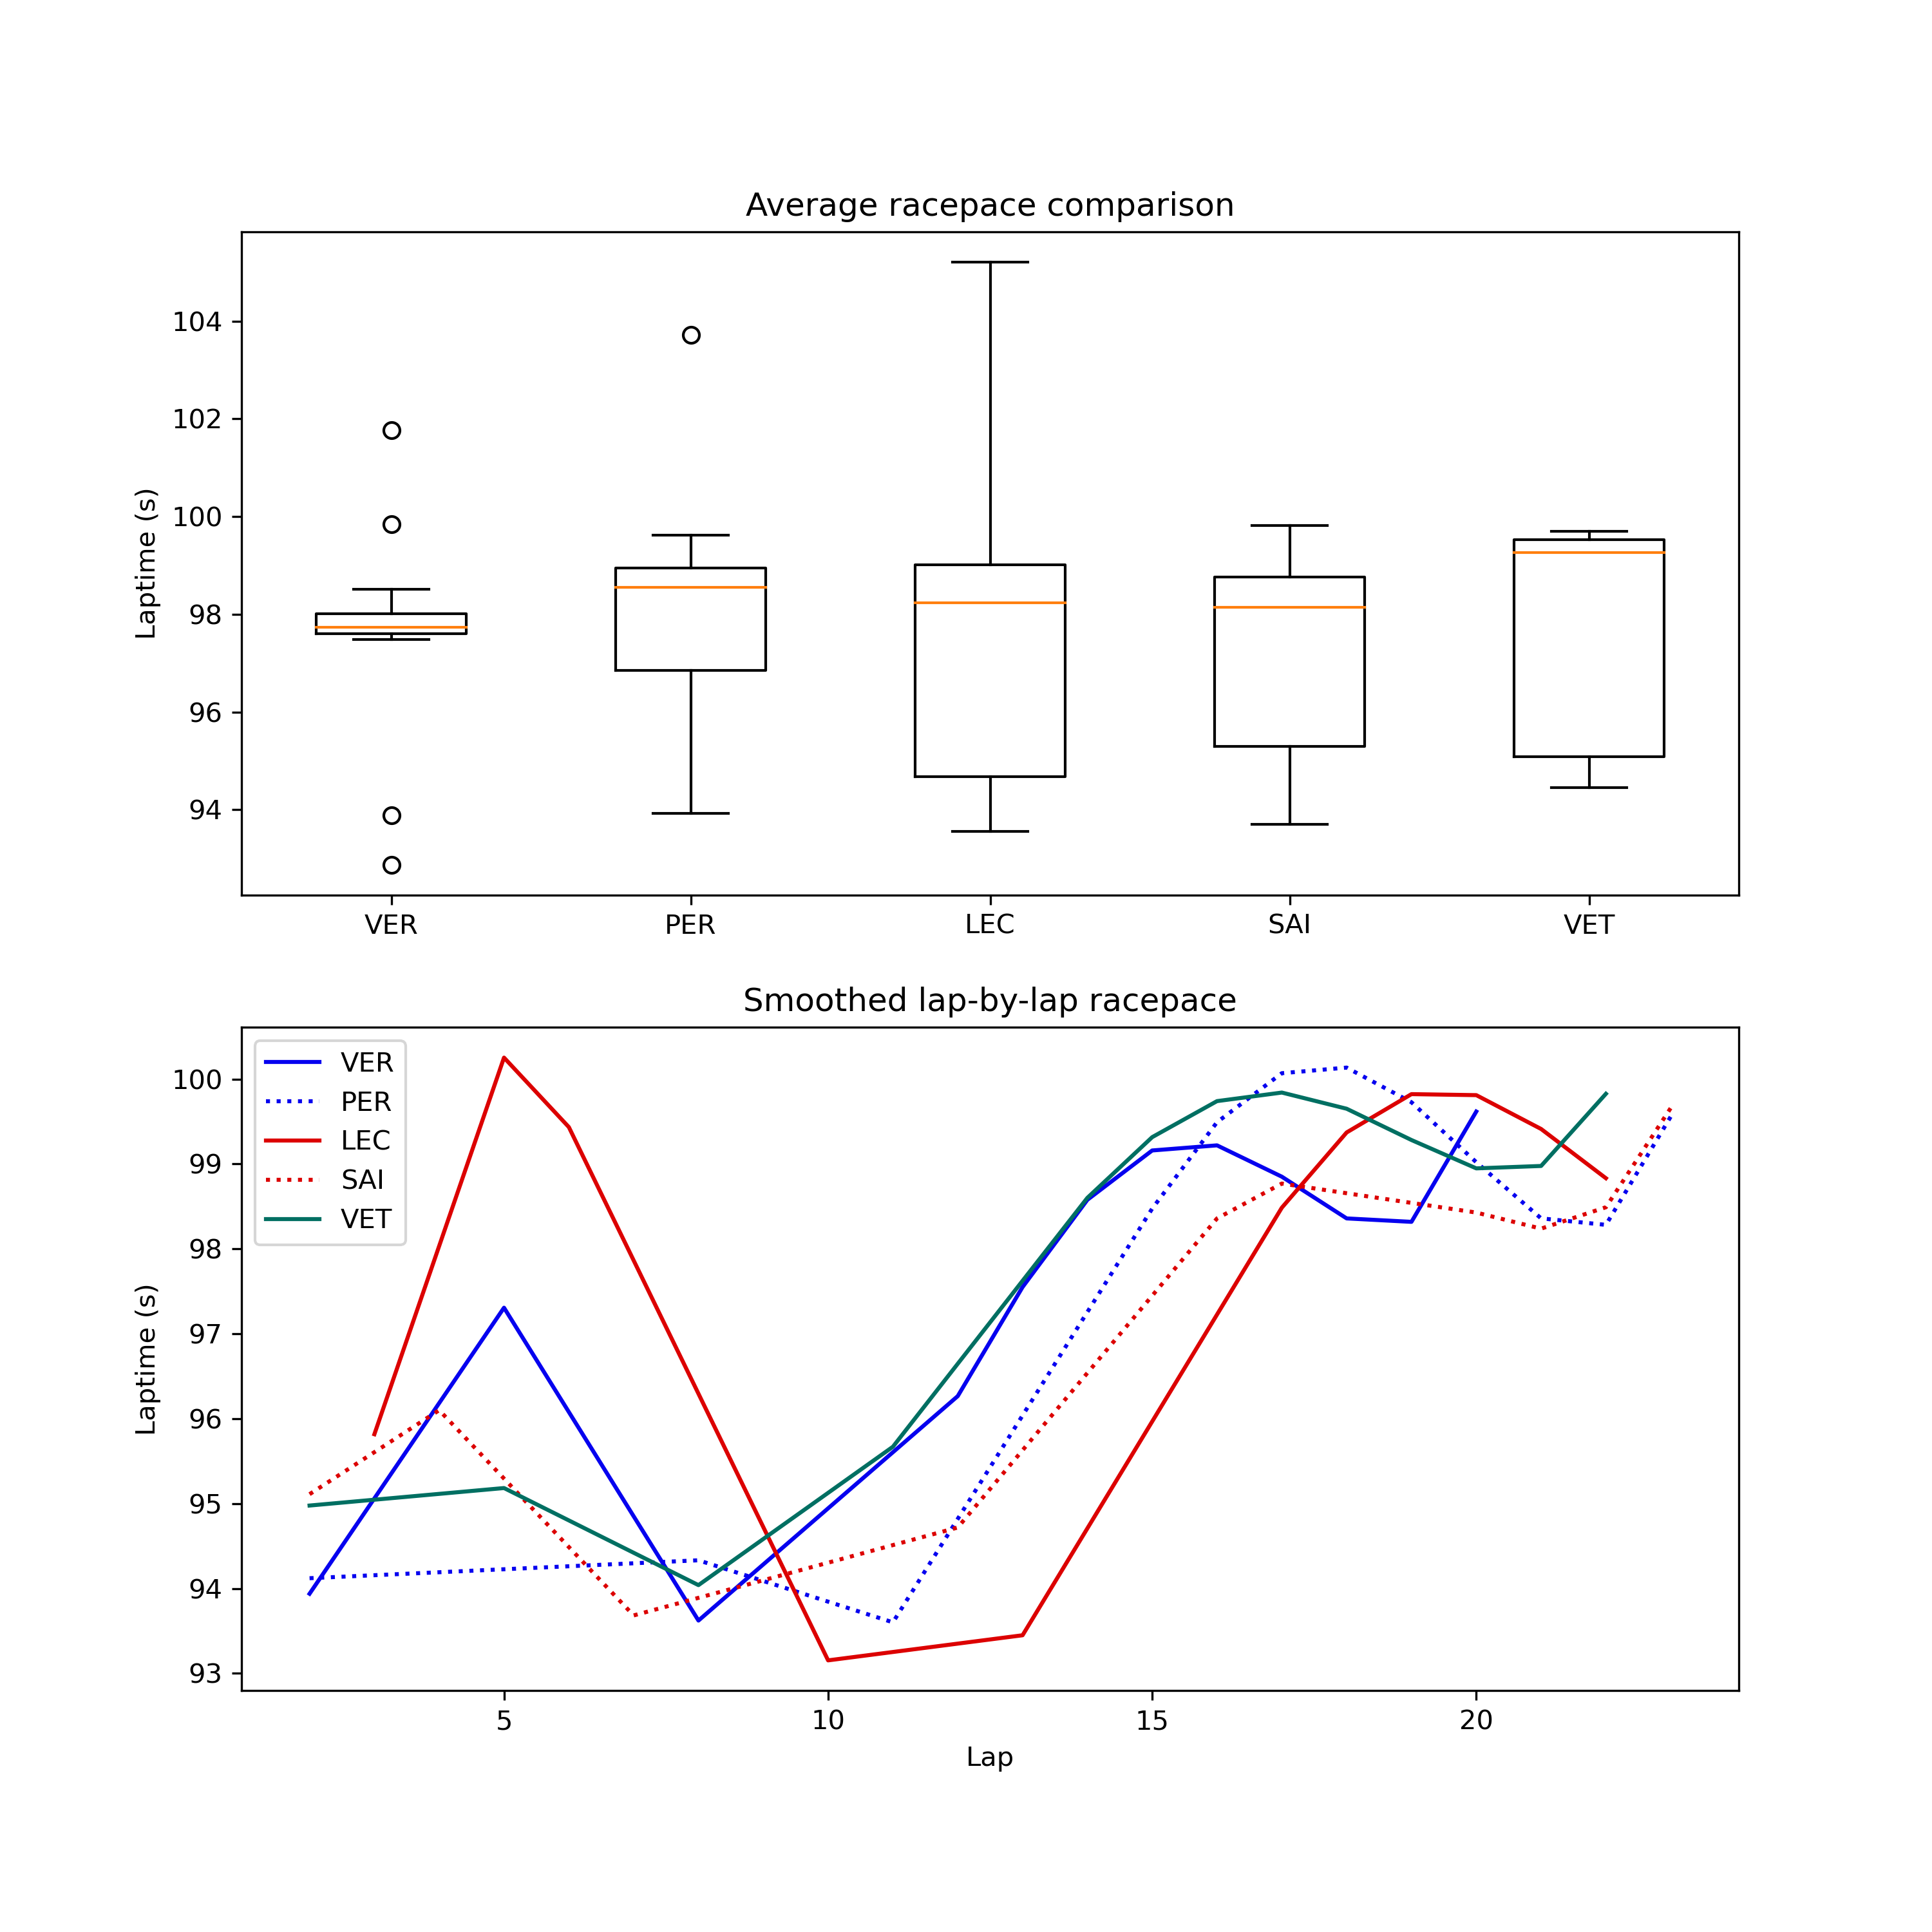 Average racepace comparison
Laptime (s)
104
102
100
98
96
94
VER PER LEC SAI VET
Smoothed lap-by-lap racepace
VER
PER
LEC
SAI
VET
Laptime (s)
100
99
98
97
96
95
94
93
5 10 15 20
Lap